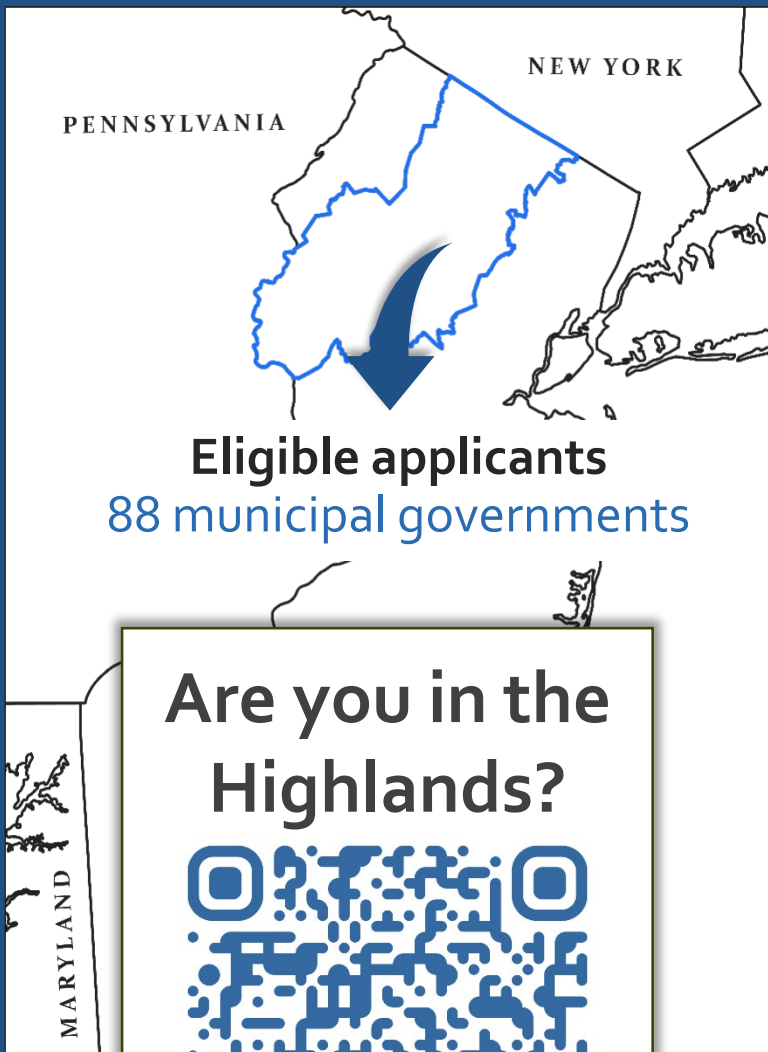 NEW YORK
PENNSYLVANIA
Eligible applicants
88 municipal governments
Are you in the
Highlands?
MARYLAND